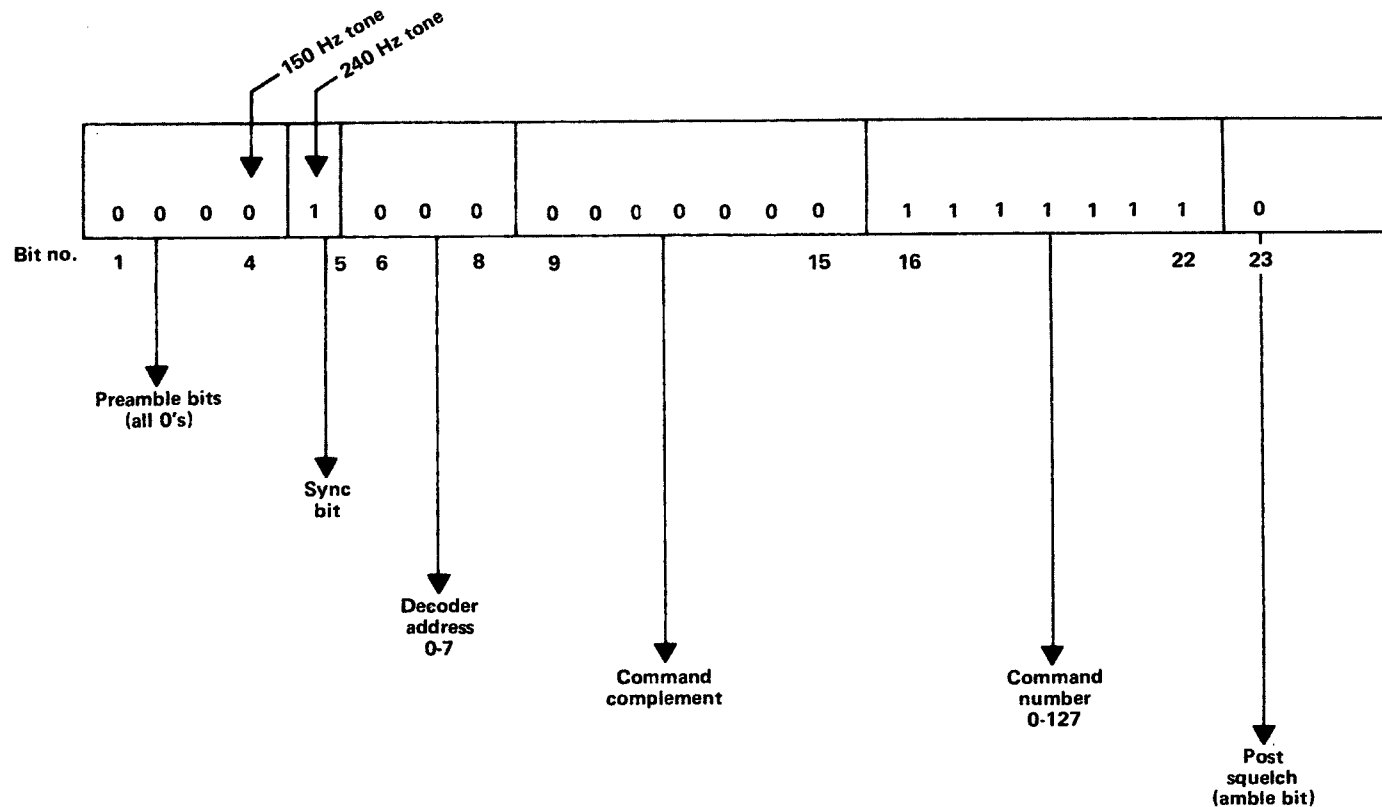 150 Hz tone
240 Hz tone
0 0 0 0 1 0 0 0 0 0 0 0 0 0 0 1 1 1 1 1 1 1 0
Bit no. 1 4 5 6 8 9 15 16 22 23
Preamble bits
(all 0's)
Sync
bit
Decoder
address
0-7
Command
complement
Command
number
0-127
Post
squelch
(amble bit)